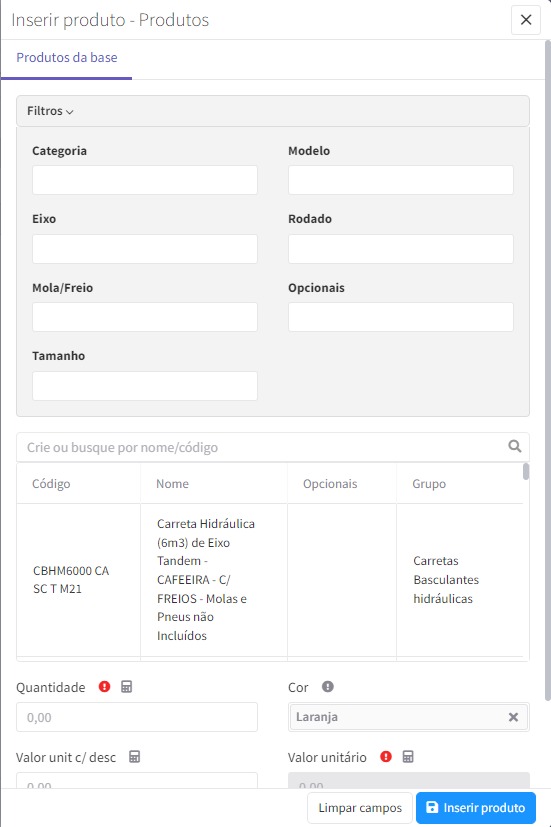 Inserir produto - Produtos
Produtos da base
Filtros
Categoria
Modelo
Eixo
Rodado
Mola/Freio
Opcionais
Tamanho
Crie ou busque por nome/código
Código
Nome
Opcionais
Grupo
CBHM6000 CA
SC T M21
Carreta Hidráulica
(6m3) de Eixo
Tandem -
CAFEEIRA - C/
FREIOS - Molas e
Pneus não
Incluídos
Carretas
Basculantes
hidráulicas
Quantidade
Cor
0,00
Laranja
Valor unit c/ desc
Valor unitário
0,00
0,00
Limpar campos
Inserir produto